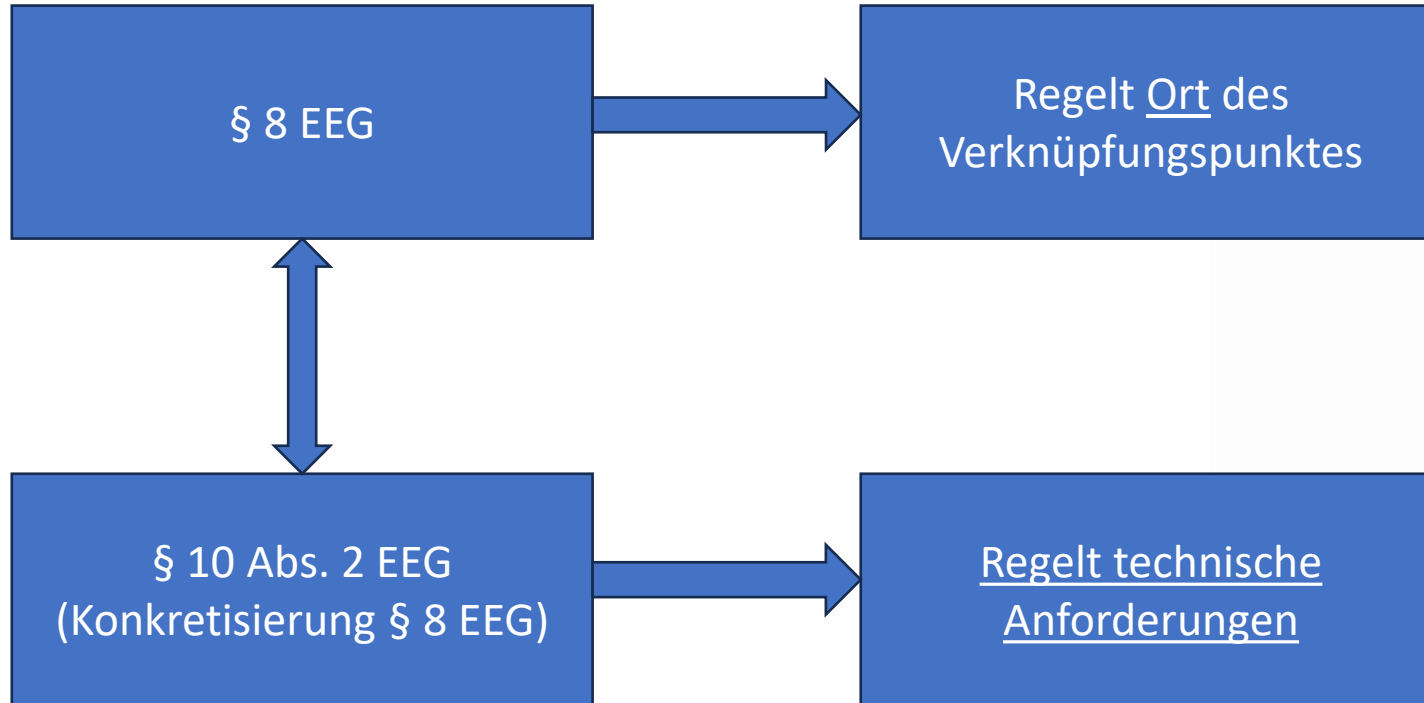 § 8 EEG
Regelt Ort des
Verknüpfungspunktes
§ 10 Abs. 2 EEG
(Konkretisierung § 8 EEG)
Regelt technische
Anforderungen